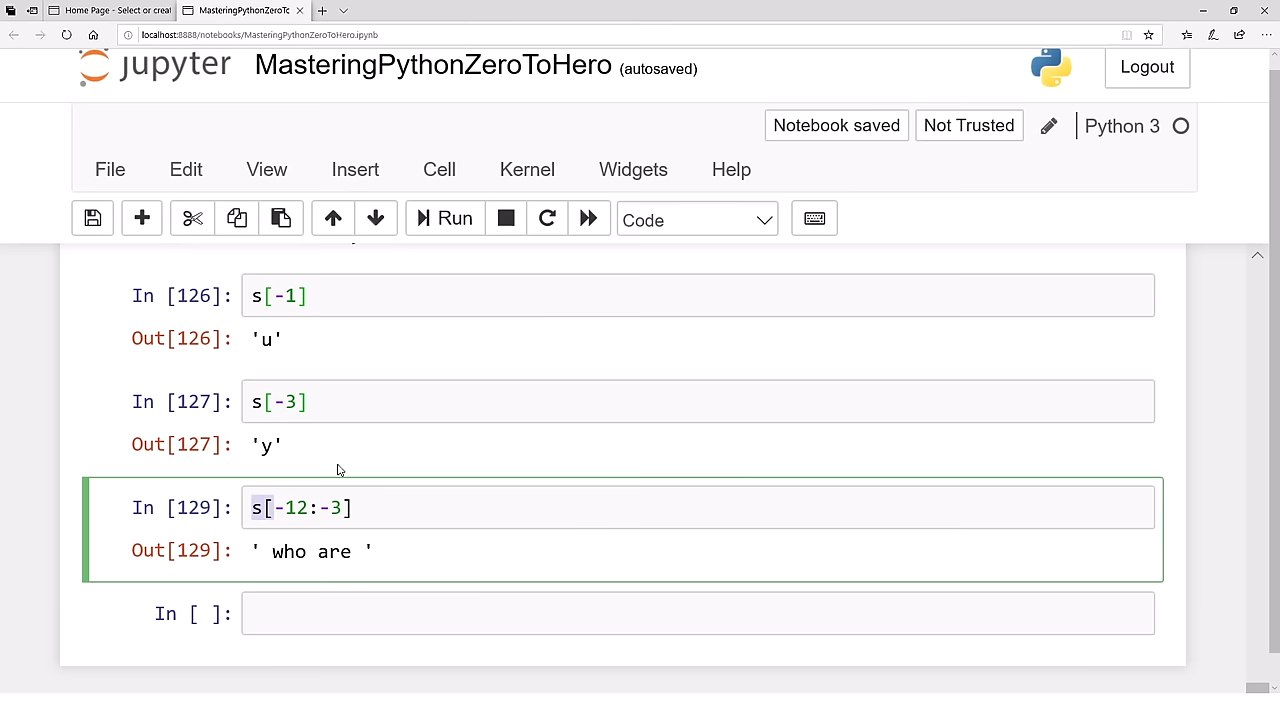 Home Page - Select or creat
MasteringPythonZeroTo
localhost:8888/notebooks/MasteringPythonZeroToHero.ipynb
jupyter MasteringPythonZeroToHero (autosaved) Logout
Notebook saved Not Trusted Python 3
File Edit View Insert Cell Kernel Widgets Help
Run Code
In [126]: s[-1]
Out[126]: 'u'
In [127]: s[-3]
Out[127]: 'y'
In [129]: s[-12:-3]
Out[129]: ' who are '
In [ ]: